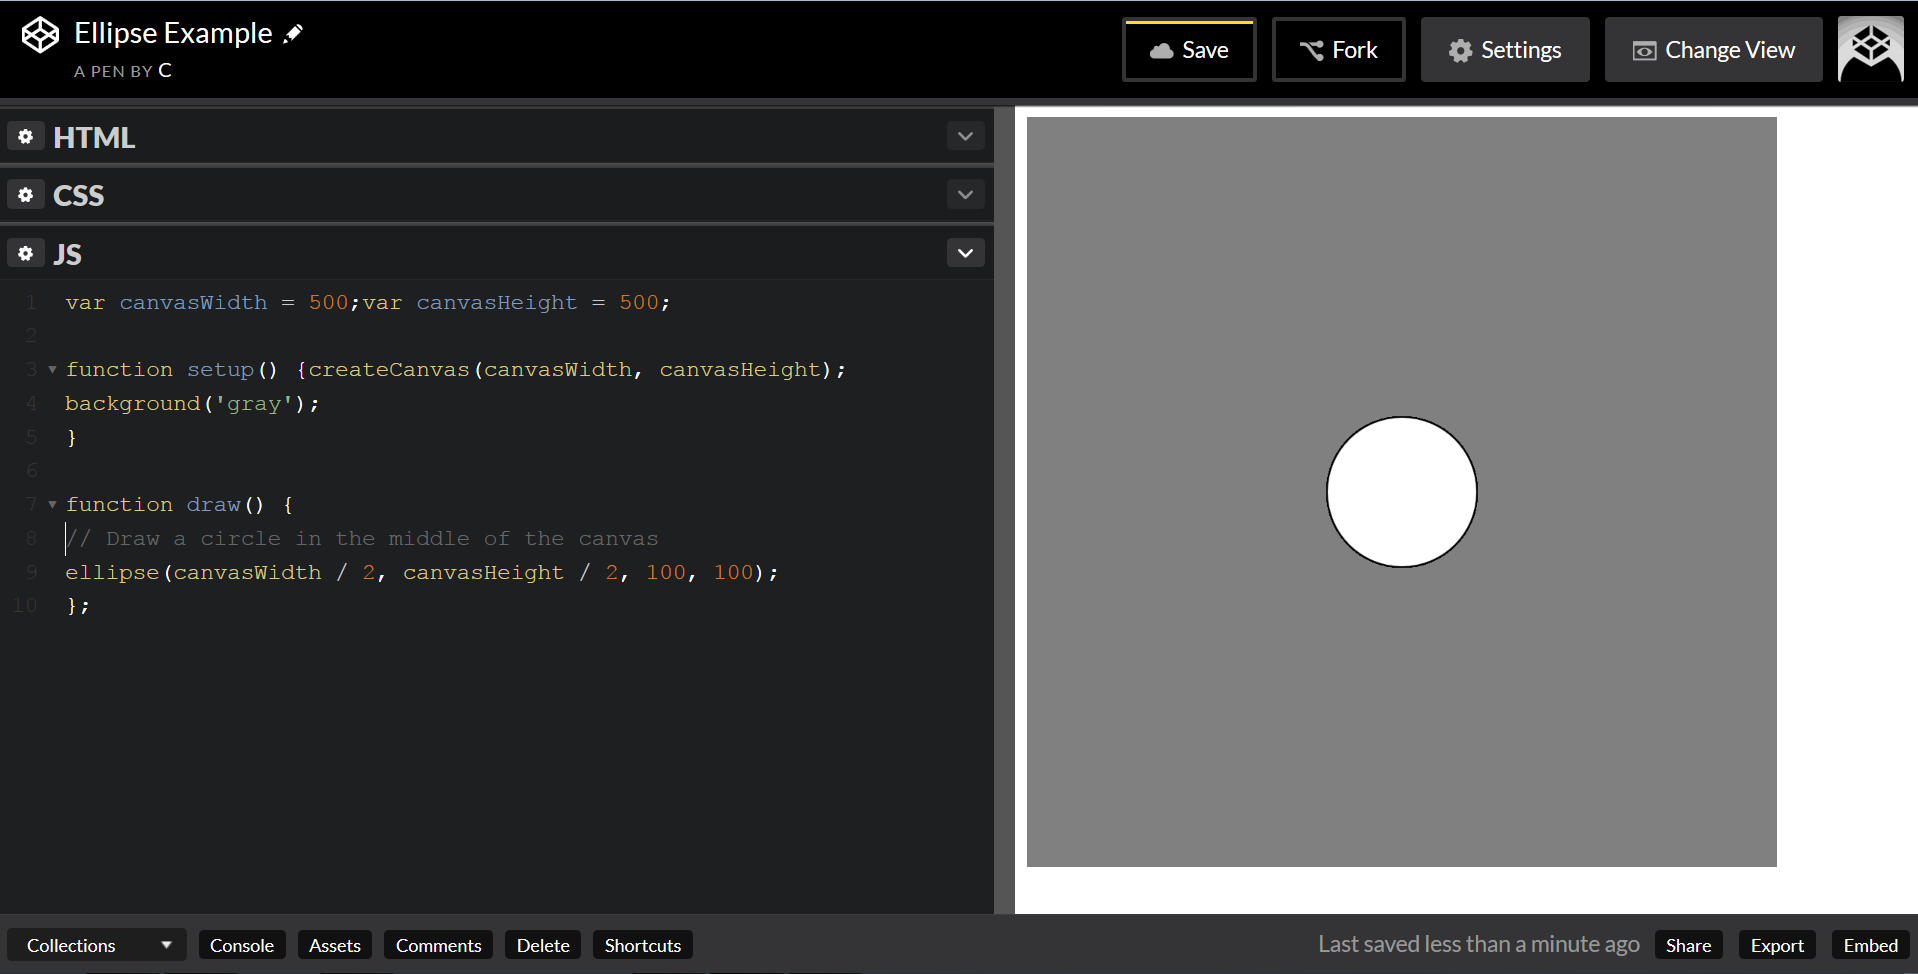 Ellipse Example
A PEN BY C
Save
Fork
Settings
Change View
HTML
CSS
JS
1 var canvasWidth = 500;var canvasHeight = 500;
2
3 function setup() {createCanvas(canvasWidth, canvasHeight);
4 background('gray');
5 }
6
7 function draw() {
8 // Draw a circle in the middle of the canvas
9 ellipse(canvasWidth / 2, canvasHeight / 2, 100, 100);
10 };
Collections
Console
Assets
Comments
Delete
Shortcuts
Last saved less than a minute ago
Share
Export
Embed